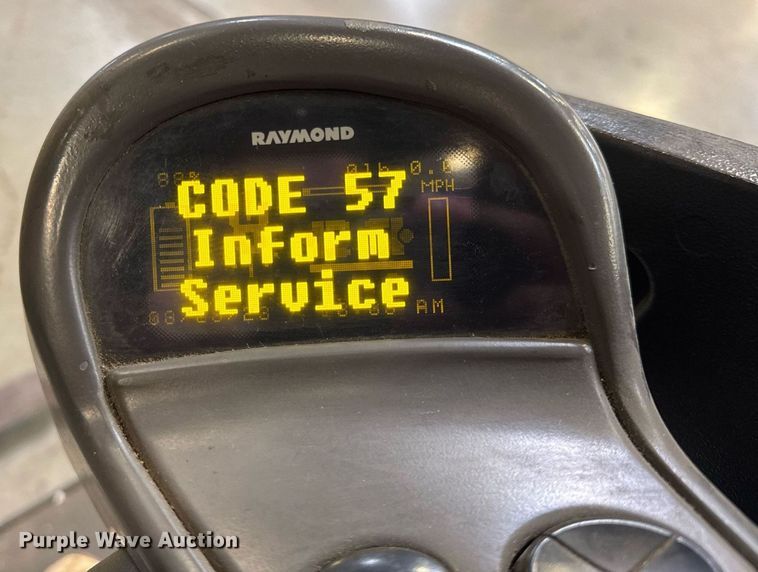 RAYMOND
CODE 57
MPH
Inform
Service
AM
Purple Wave Auction